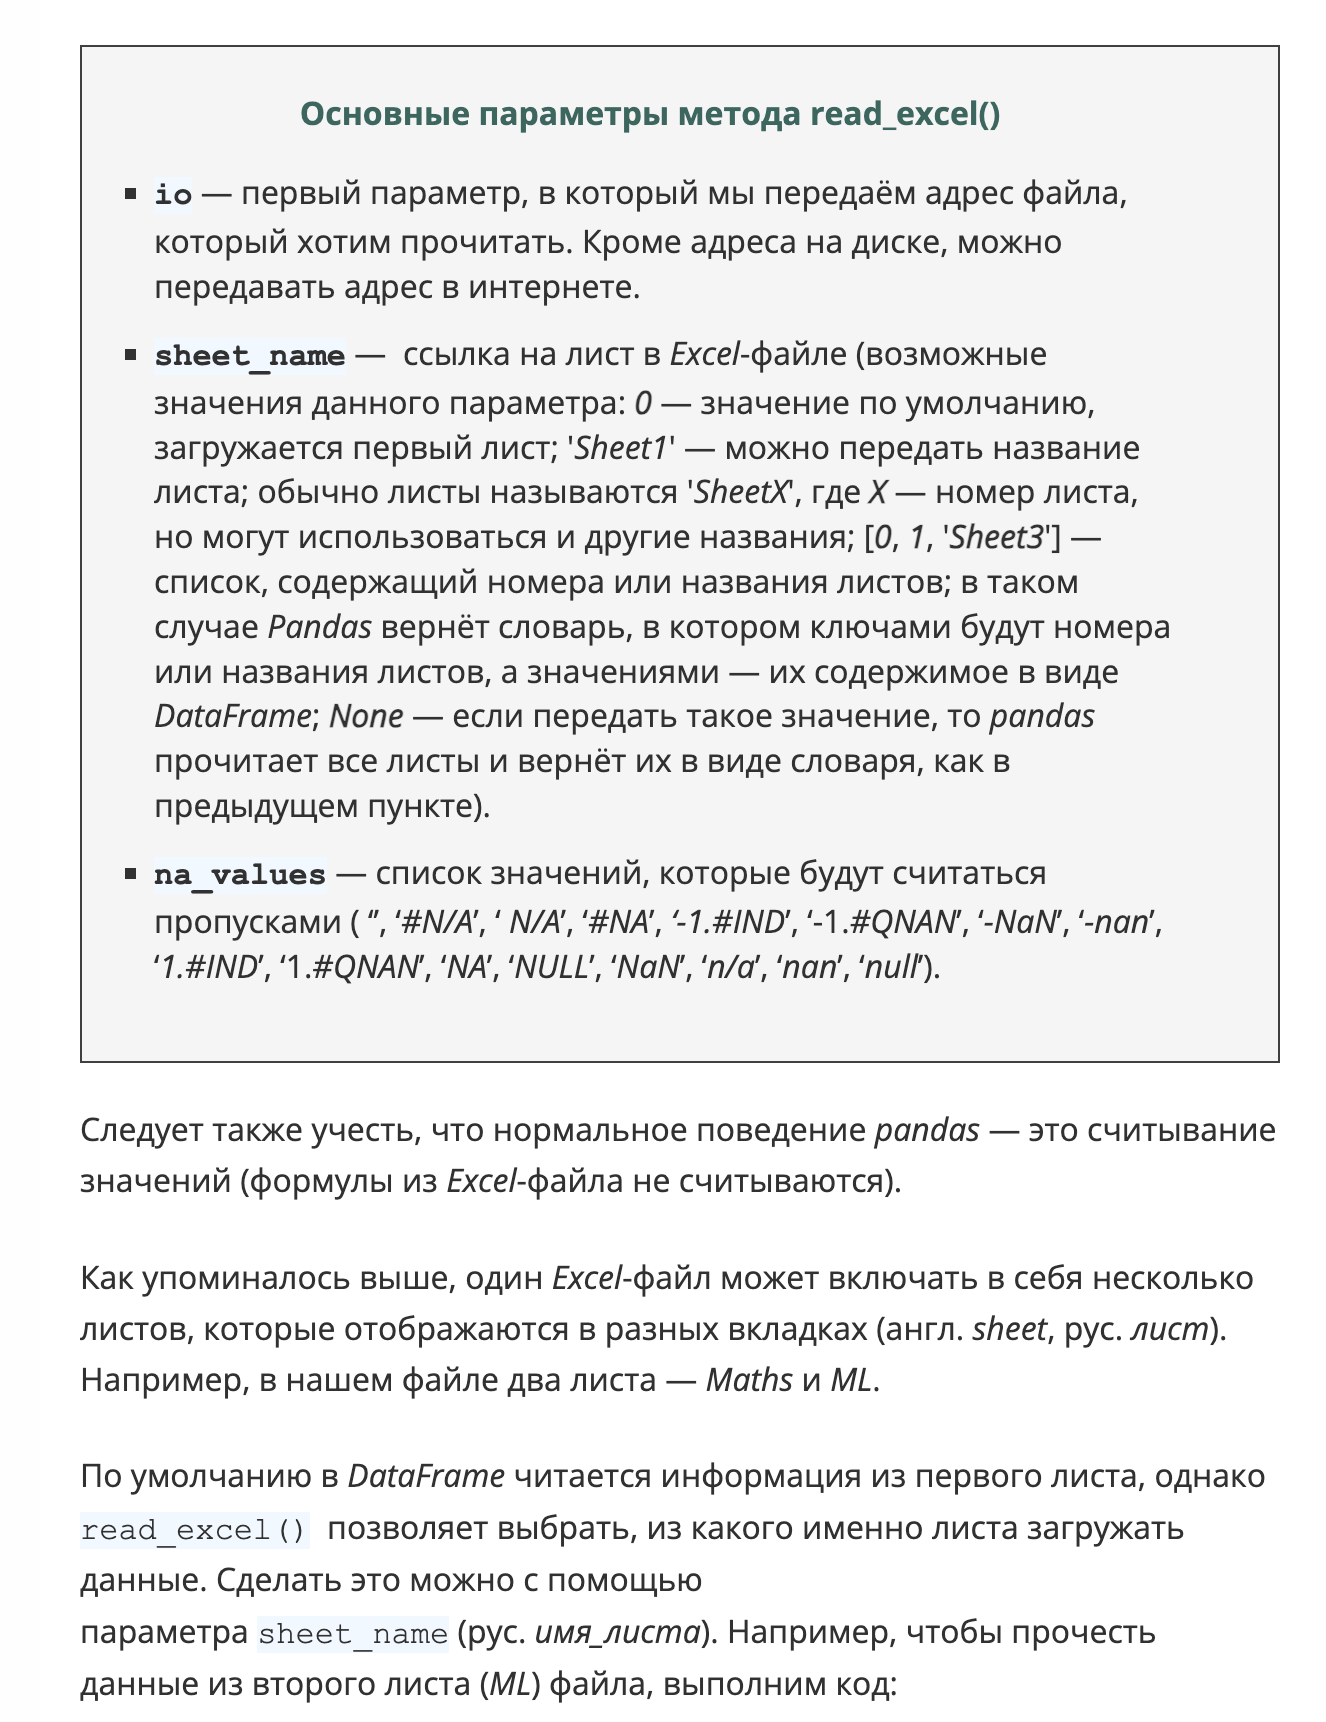 Основные параметры метода read_excel()
▪ io — первый параметр, в который мы передаём адрес файла,
который хотим прочитать. Кроме адреса на диске, можно
передавать адрес в интернете.
▪ sheet_name —  ссылка на лист в Excel-файле (возможные
значения данного параметра: 0 — значение по умолчанию,
загружается первый лист; 'Sheet1' — можно передать название
листа; обычно листы называются 'SheetX', где X — номер листа,
но могут использоваться и другие названия; [0, 1, 'Sheet3'] —
список, содержащий номера или названия листов; в таком
случае Pandas вернёт словарь, в котором ключами будут номера
или названия листов, а значениями — их содержимое в виде
DataFrame; None — если передать такое значение, то pandas
прочитает все листы и вернёт их в виде словаря, как в
предыдущем пункте).
▪ na_values — список значений, которые будут считаться
пропусками ( ‘’, ‘#N/A’, ‘ N/A’, ‘#NA’, ‘-1.#IND’, ‘-1.#QNAN’, ‘-NaN’, ‘-nan’,
‘1.#IND’, ‘1.#QNAN’, ‘NA’, ‘NULL’, ‘NaN’, ‘n/a’, ‘nan’, ‘null’).
Следует также учесть, что нормальное поведение pandas — это считывание
значений (формулы из Excel-файла не считываются).
Как упоминалось выше, один Excel-файл может включать в себя несколько
листов, которые отображаются в разных вкладках (англ. sheet, рус. лист).
Например, в нашем файле два листа — Maths и ML.
По умолчанию в DataFrame читается информация из первого листа, однако
read_excel()  позволяет выбрать, из какого именно листа загружать
данные. Сделать это можно с помощью
параметра sheet_name (рус. имя_листа). Например, чтобы прочесть
данные из второго листа (ML) файла, выполним код: